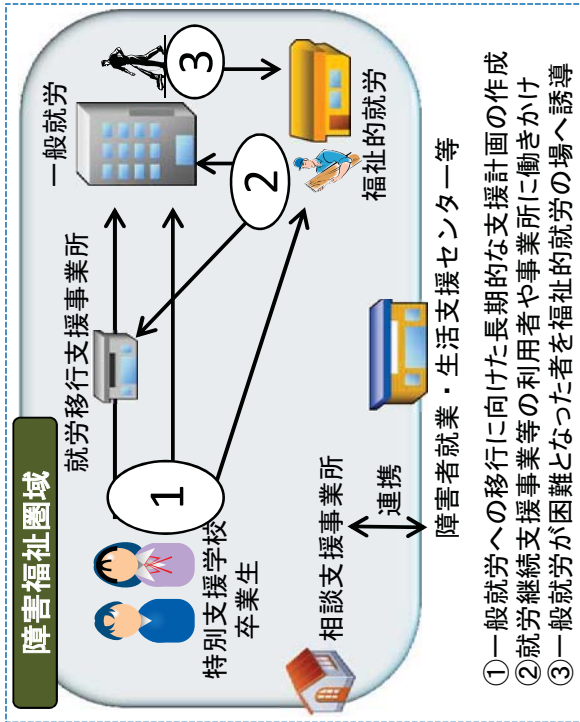 障害福祉圏域
一般就労
3
就労移行支援事業所
2
1
福祉的就労
特別支援学校
卒業生
相談支援事業所
連携
障害者就業・生活支援センター等
①一般就労への移行に向けた長期的な支援計画の作成
②就労継続支援事業等の利用者や事業所に働きかけ
③一般就労が困難となった者を福祉的就労の場へ誘導